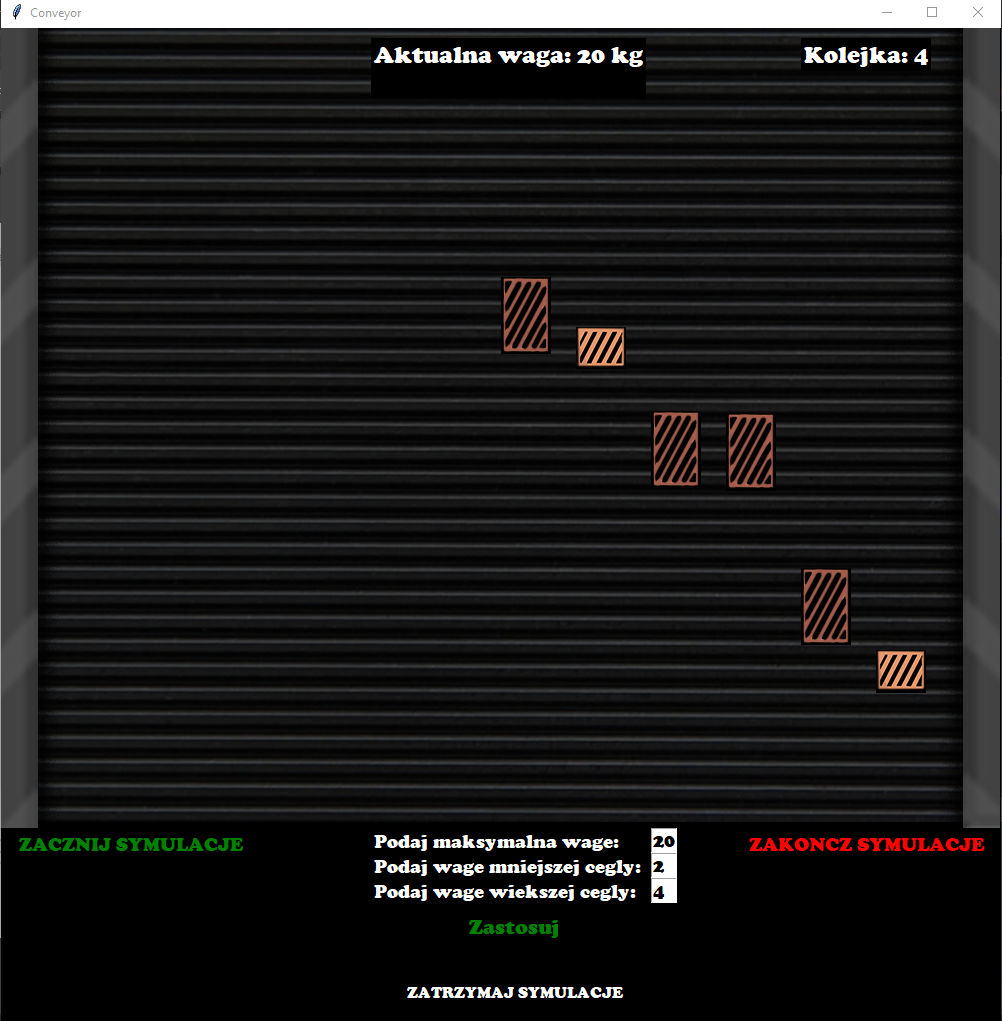 Conveyor
Aktualna waga: 20 kg
Kolejka: 4
ZACZNIJ SYMULACJE
Podaj maksymalna wage: 20
Podaj wage mniejszej cegly: 2
Podaj wage wiekszej cegly: 4
ZAKONCZ SYMULACJE
Zastosuj
ZATRZYMAJ SYMULACJE